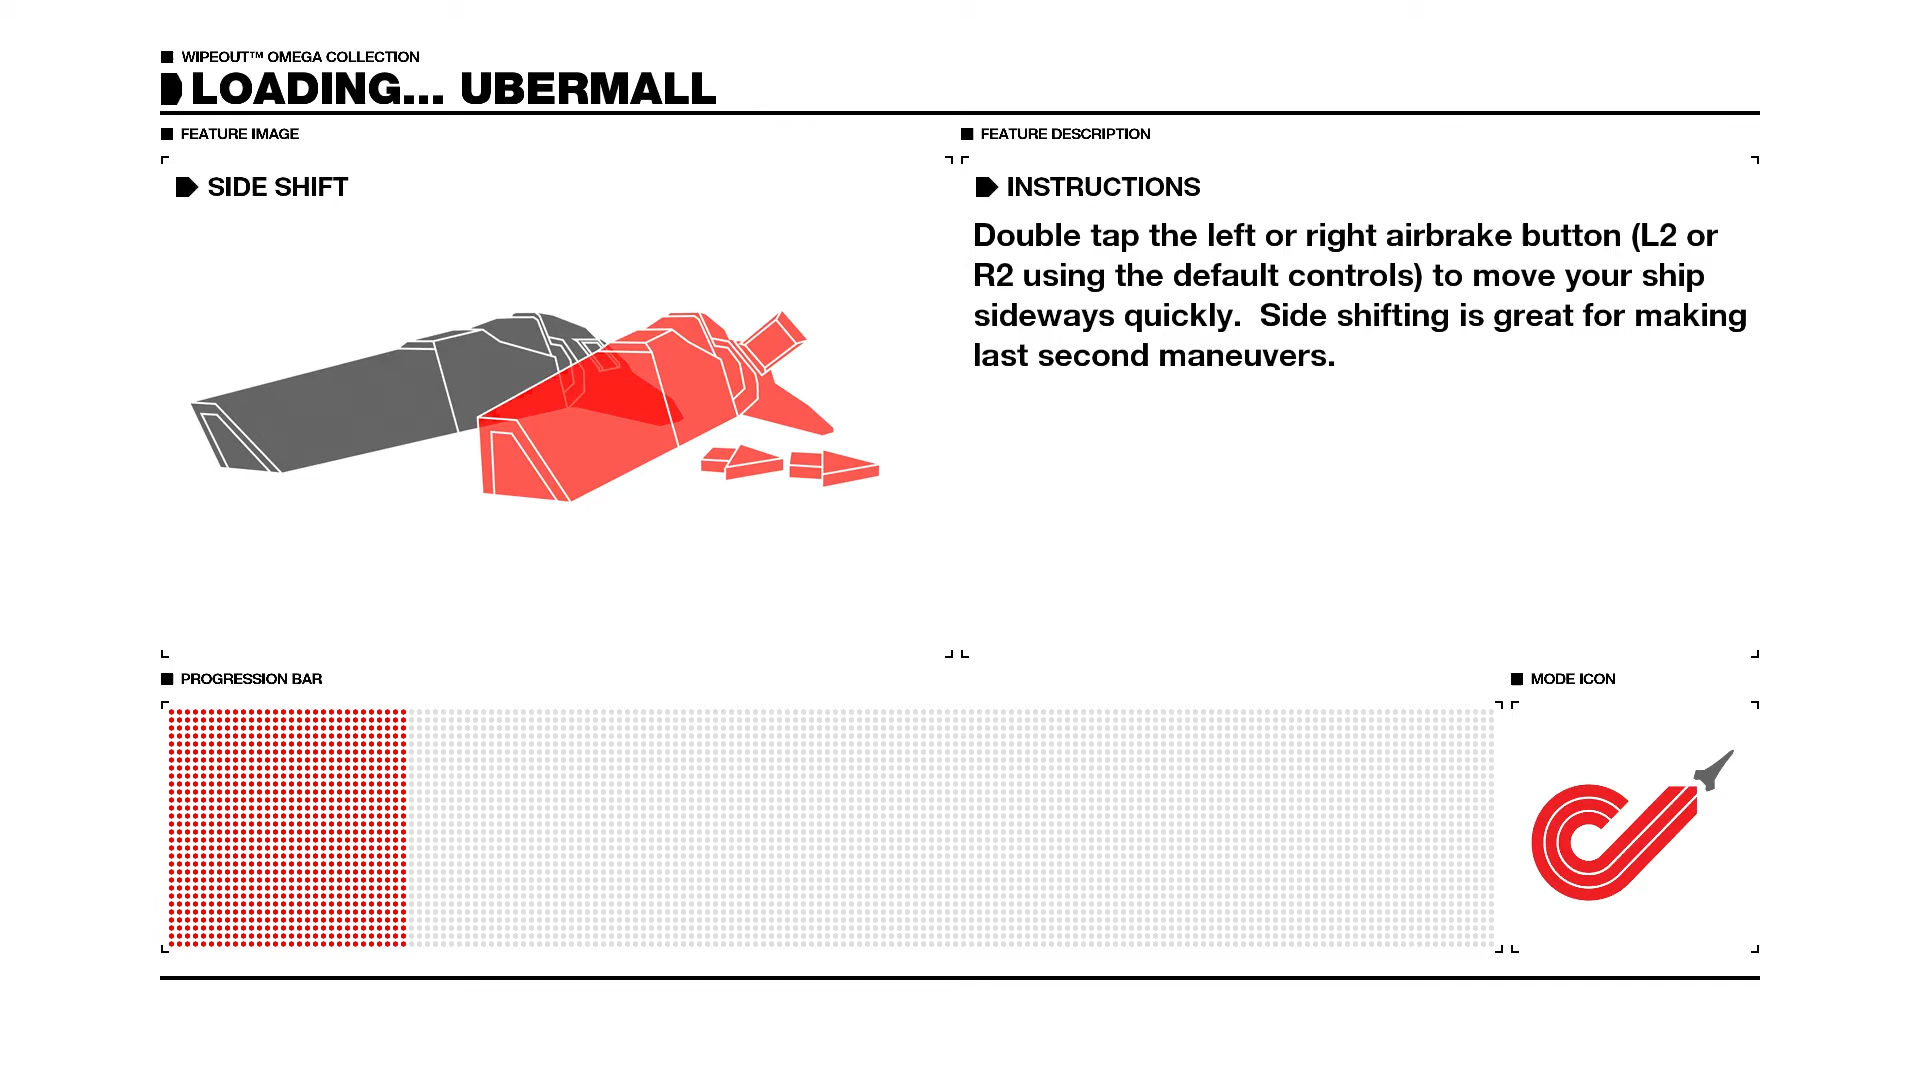 WIPEOUT™ OMEGA COLLECTION
LOADING... UBERMALL
FEATURE IMAGE
SIDE SHIFT
FEATURE DESCRIPTION
INSTRUCTIONS
Double tap the left or right airbrake button (L2 or
R2 using the default controls) to move your ship
sideways quickly.  Side shifting is great for making
last second maneuvers.
PROGRESSION BAR
MODE ICON